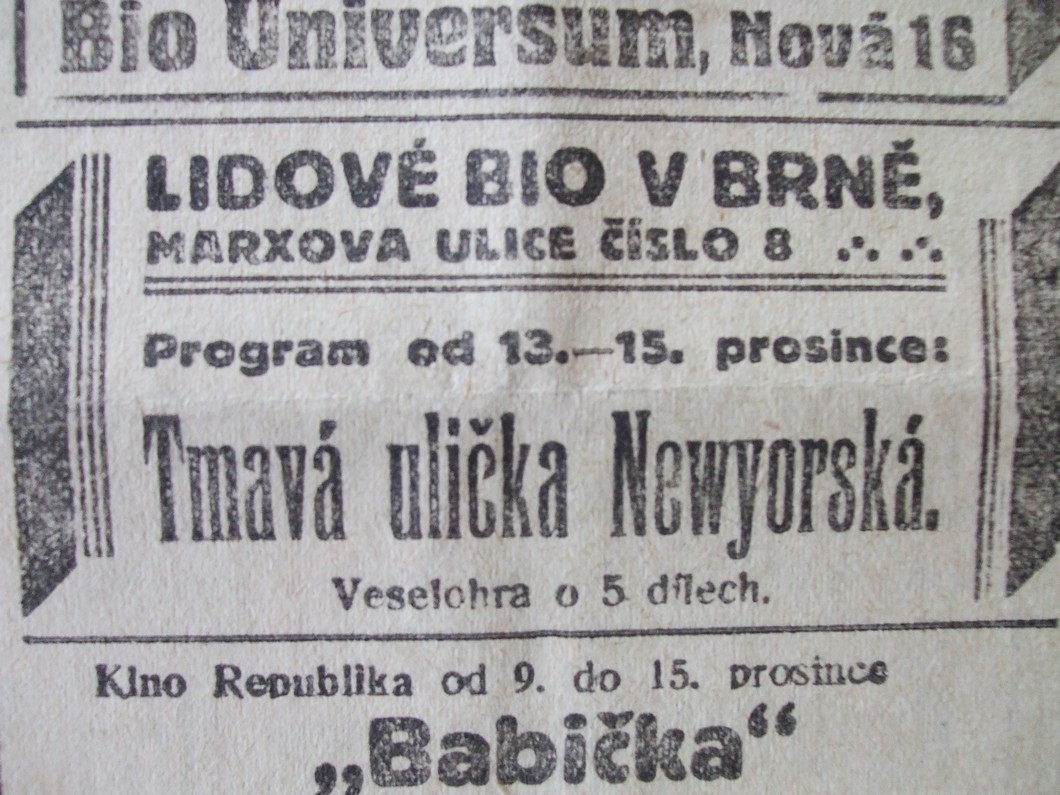 Bio Universum, Nová 16
LIDOVÉ BIO V BRNĚ,
MARXOVA ULICE ČÍSLO 8
Program od 13.—15. prosince:
Tmavá ulička Newyorská.
Veselohra o 5 dílech.
Kino Republika od 9. do 15. prosince
„Babička“